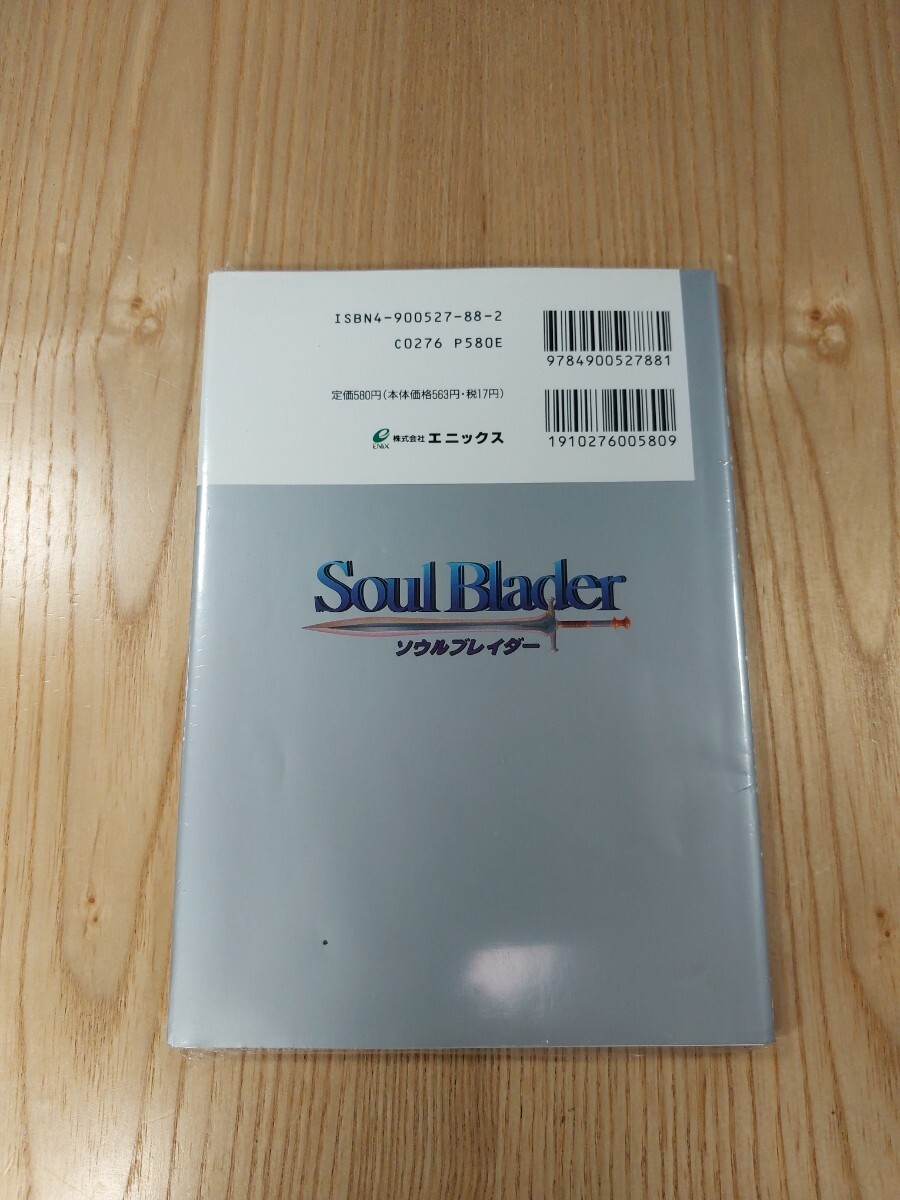 ISBN4-900527-88-2
C0276 P580E
9784900527881
定価580円(本体価格563円・税17円)
1910276005809
ENIX
株式会社 エニックス
Soul Blader
ソウルブレイダー